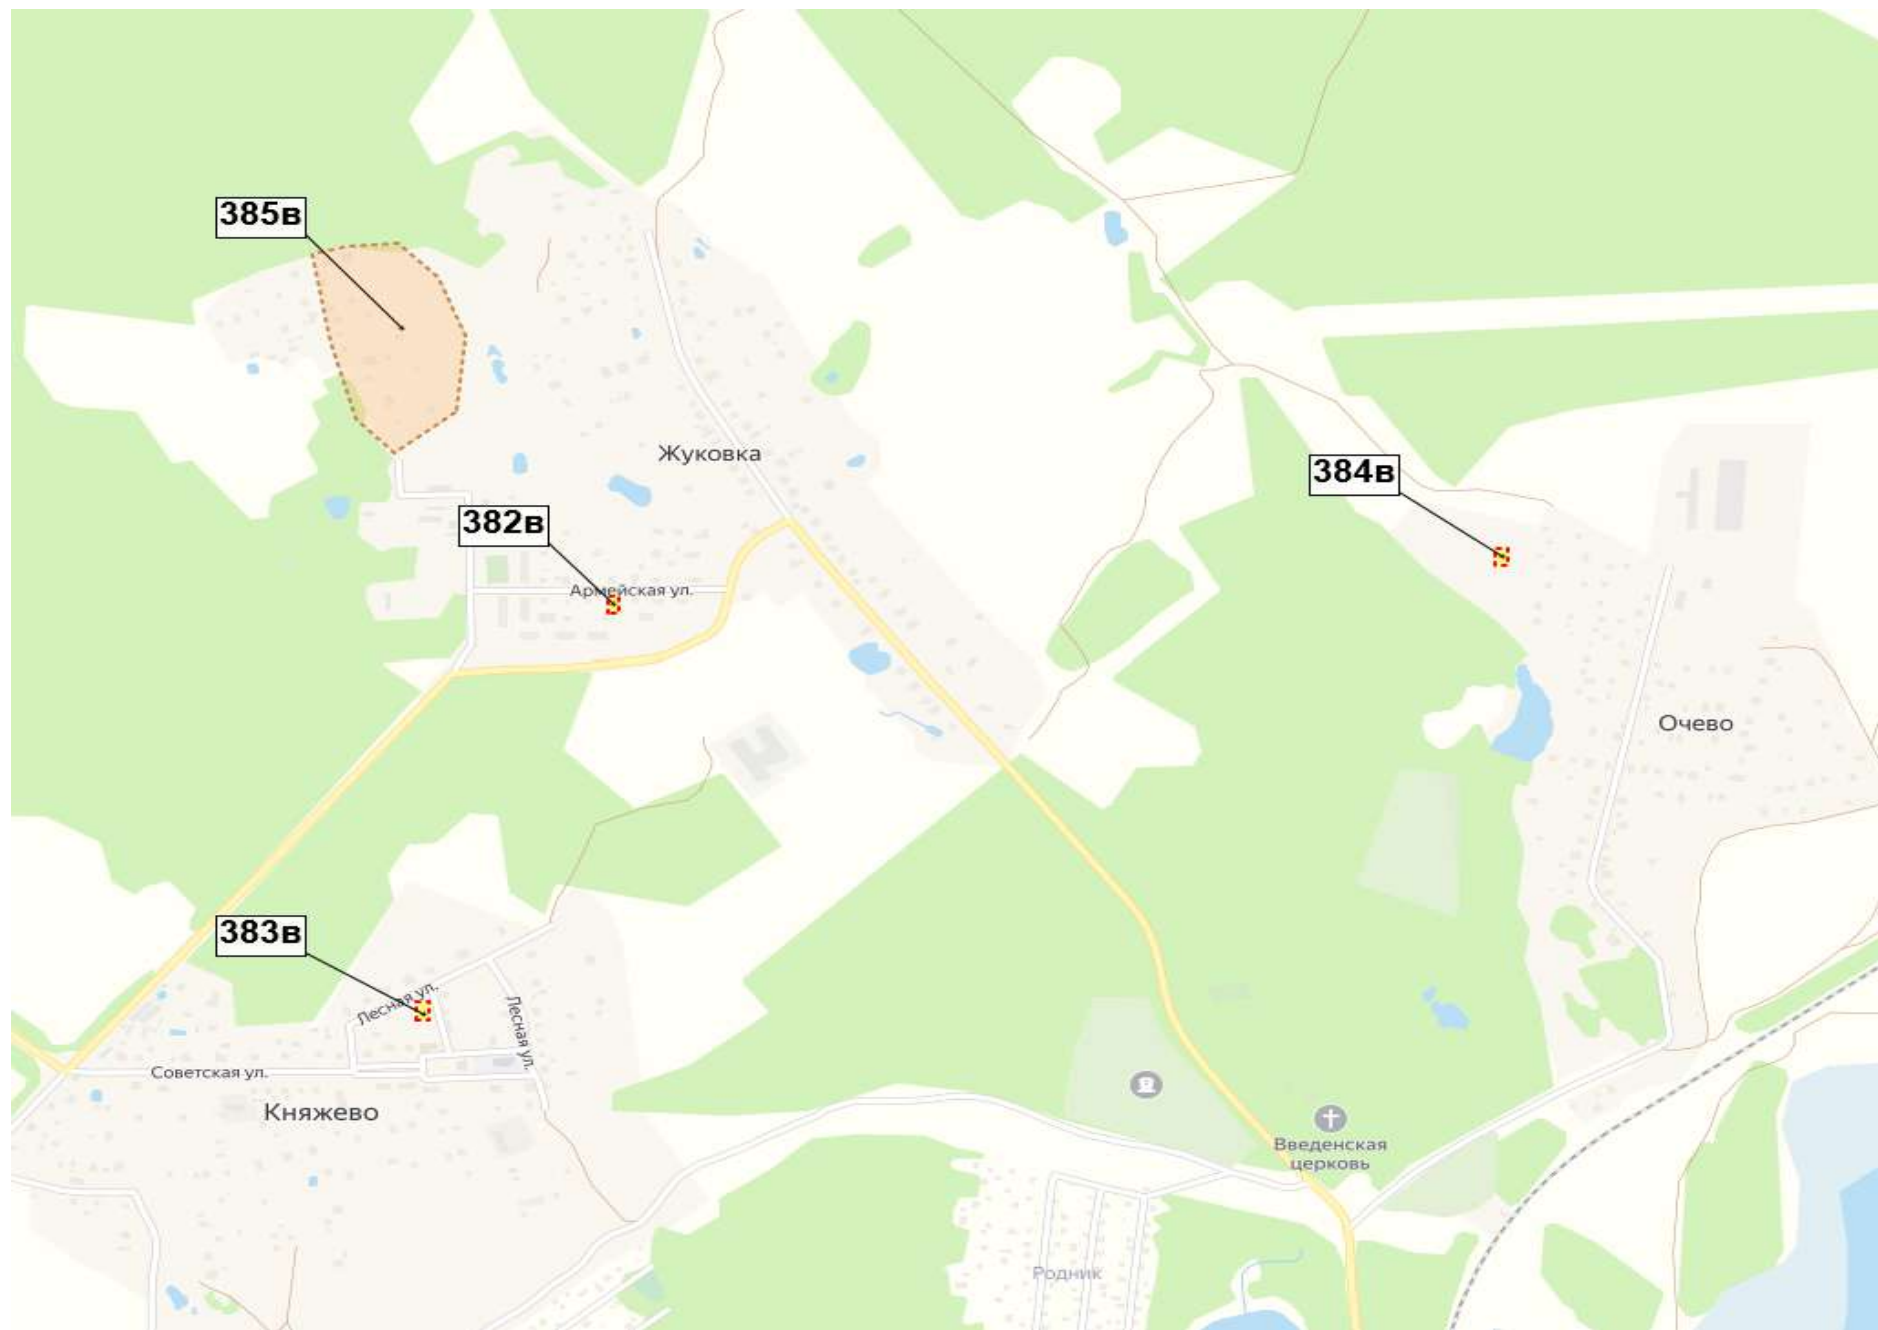 385в
Жуковка
384в
382в
Армейская ул.
Очево
383в
Лесная ул.
Лесная ул.
Советская ул.
Княжево
Введенская
церковь
Родник